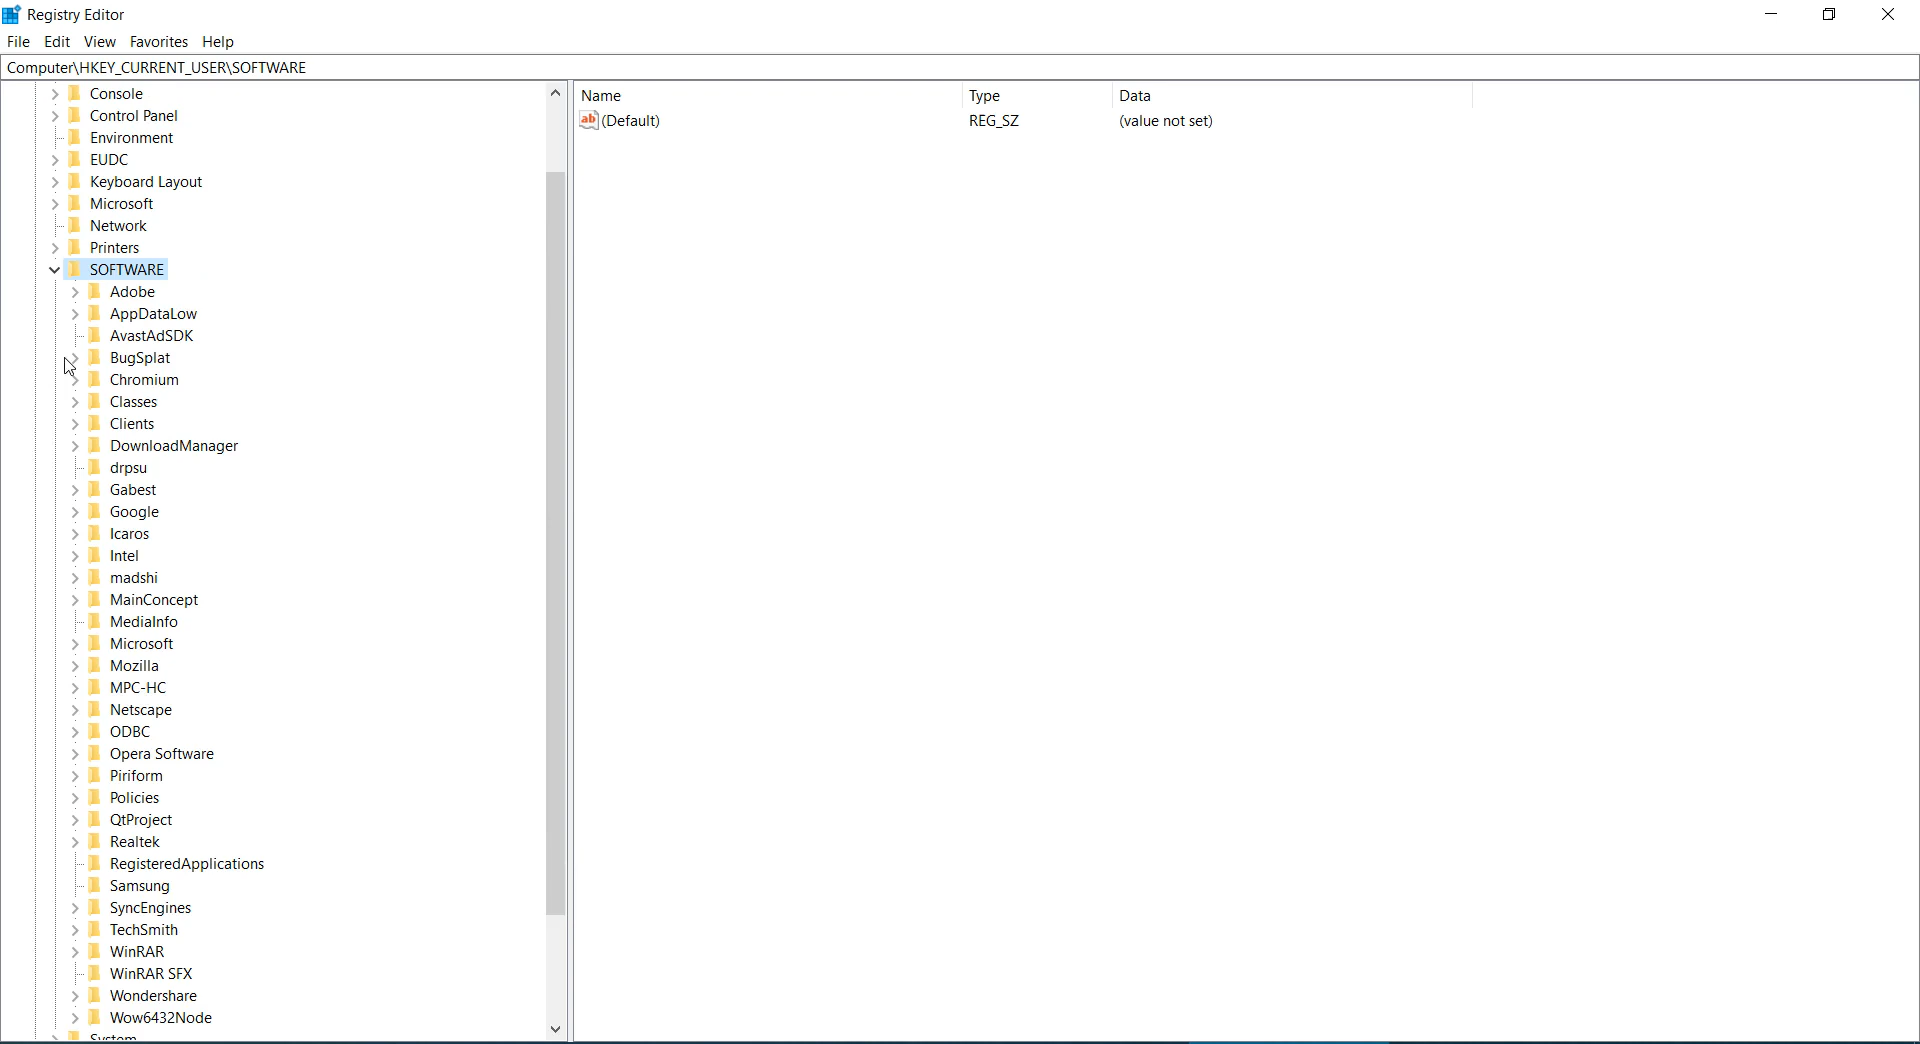 Registry Editor
File Edit View Favorites Help
Computer\HKEY_CURRENT_USER\SOFTWARE
Console
Control Panel
Environment
EUDC
Keyboard Layout
Microsoft
Network
Printers
SOFTWARE
Adobe
AppDataLow
AvastAdSDK
BugSplat
Chromium
Classes
Clients
DownloadManager
drpsu
Gabest
Google
Icaros
Intel
madshi
MainConcept
MediaInfo
Microsoft
Mozilla
MPC-HC
Netscape
ODBC
Opera Software
Piriform
Policies
QtProject
Realtek
RegisteredApplications
Samsung
SyncEngines
TechSmith
WinRAR
WinRAR SFX
Wondershare
Wow6432Node
System
Name Type Data
ab (Default) REG_SZ (value not set)